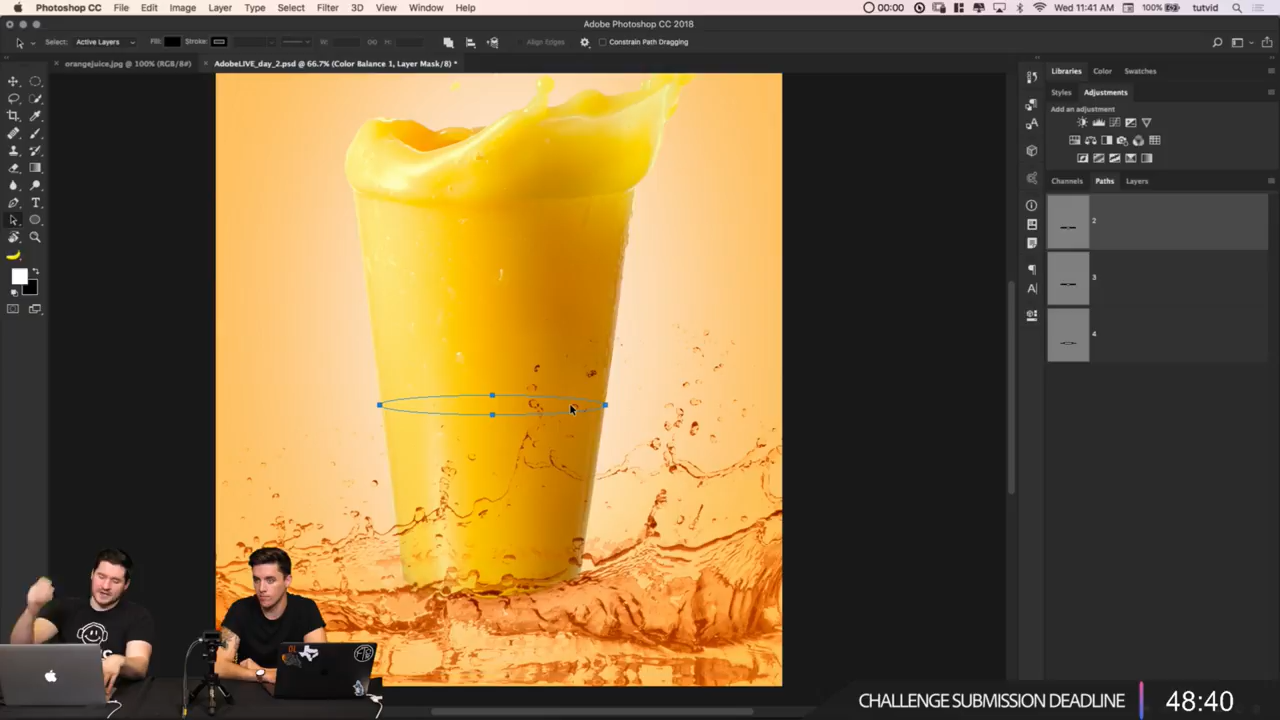 Photoshop CC File Edit Image Layer Type Select Filter 3D View Window Help 00:00 100% Wed 11:41 AM tutvid
Adobe Photoshop CC 2018
Select: Active Layers Fill: Stroke: W: H: Align Edges Constrain Path Dragging
orangejuice.jpg @ 100% (RGB/8#) AdobeLIVE_day_2.psd @ 66.7% (Color Balance 1, Layer Mask/8) *
Libraries Color Swatches
Styles Adjustments
Add an adjustment
Channels Paths Layers
2
3
4
CHALLENGE SUBMISSION DEADLINE 48:40